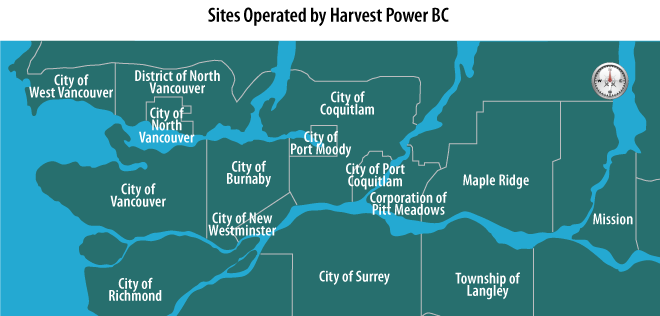 Sites Operated by Harvest Power BC
City of
West Vancouver
District of North
Vancouver
City of
North
Vancouver
City of
Coquitlam
City of
Port Moody
City of
Burnaby
City of Port
Coquitlam
Maple Ridge
City of
Vancouver
Corporation of
Pitt Meadows
City of New
Westminster
Mission
City of
Richmond
City of Surrey
Township of
Langley
N
W
E
S